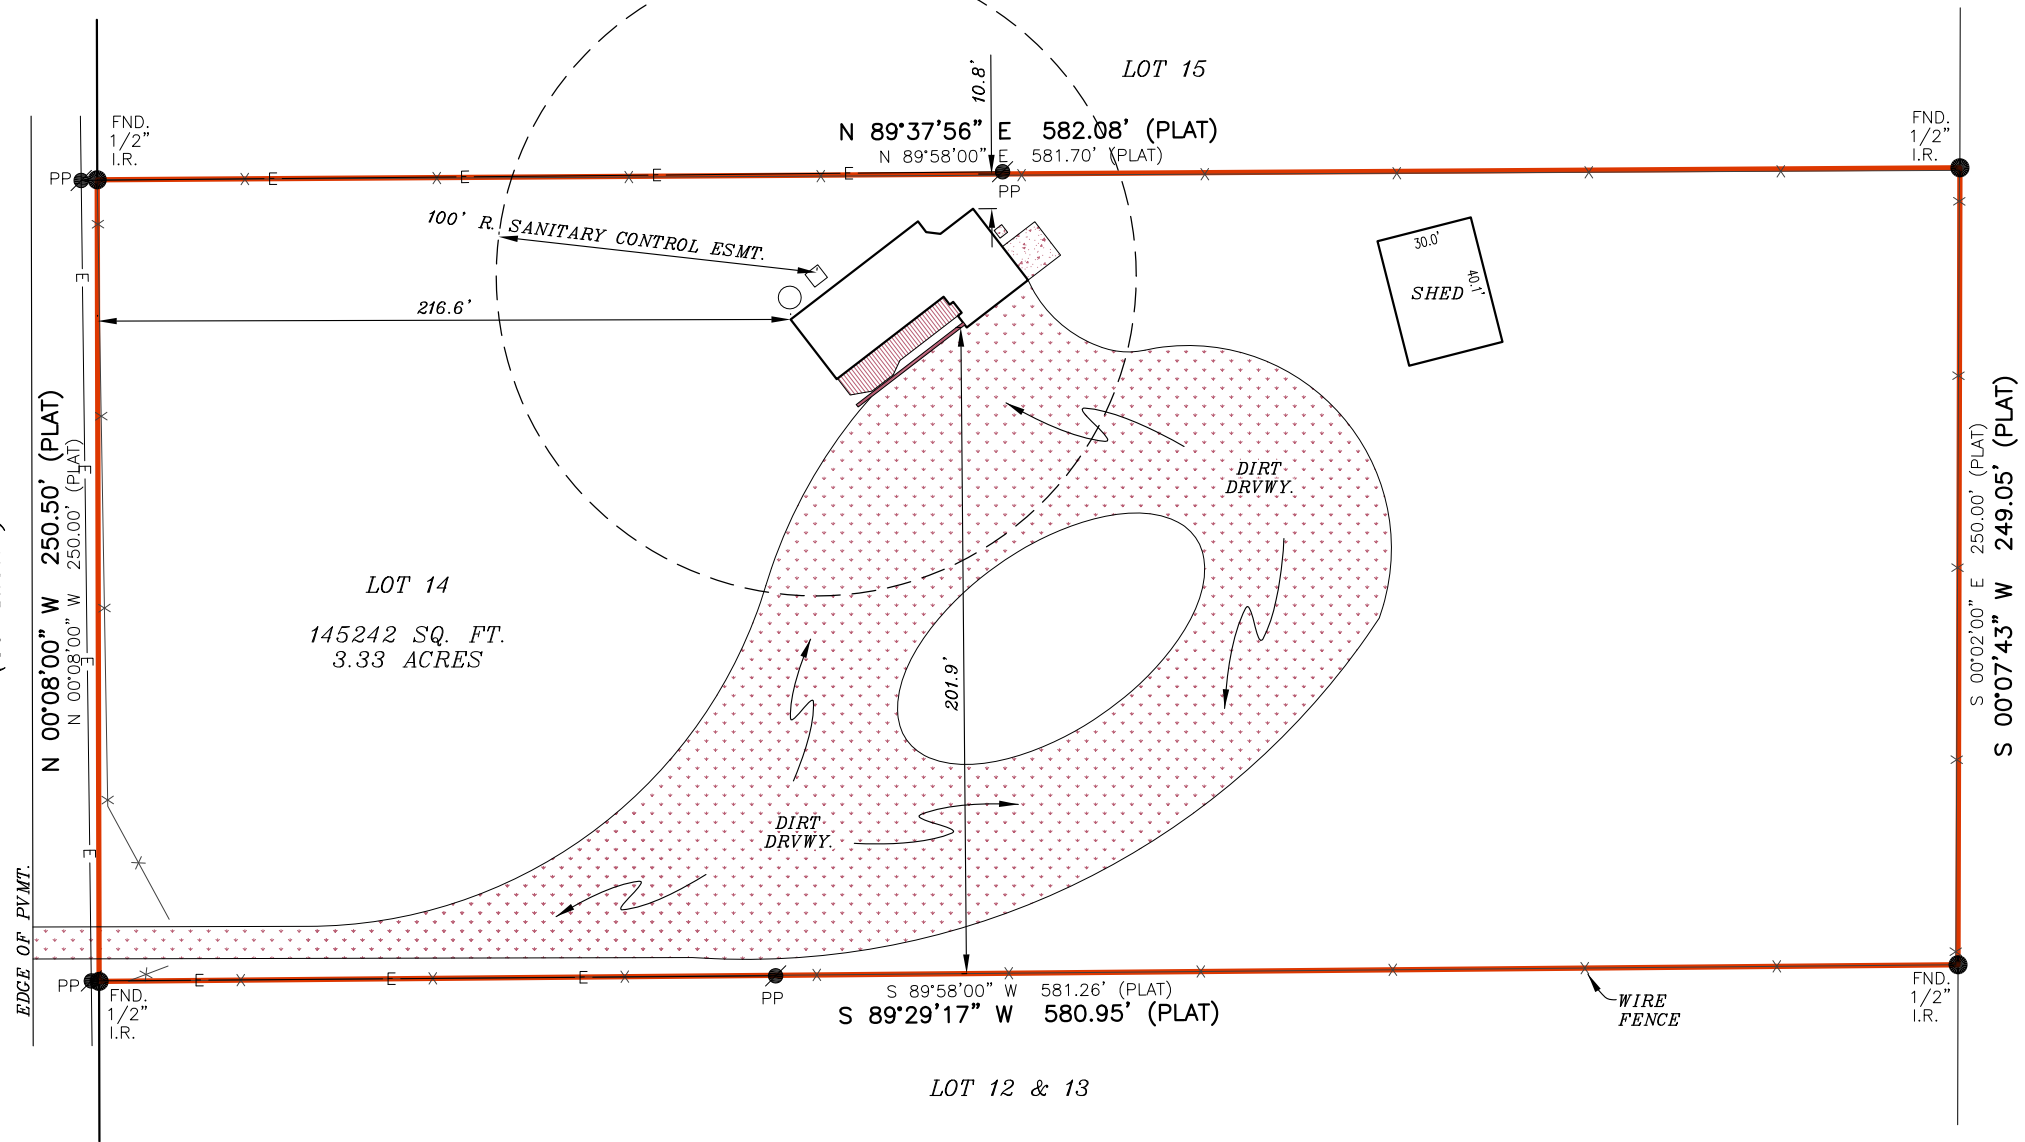 LOT 15
10.8'
N 89°37'56" E 582.08' (PLAT)
N 89°58'00" E 581.70' (PLAT)
FND.
1/2"
I.R.
FND.
1/2"
I.R.
PP
E
E
E
E
PP
100' R. SANITARY CONTROL ESMT.
30.0'
40.1'
SHED
216.6'
E
E
E
E
N 00°08'00" W 250.50' (PLAT)
N 00°08'00" W 250.00' (PLAT)
S 00°02'00" E 250.00' (PLAT)
S 00°07'43" W 249.05' (PLAT)
DIRT
DRVWY.
LOT 14
145242 SQ. FT.
3.33 ACRES
201.9'
DIRT
DRVWY.
EDGE OF PVMT.
PP
E
E
E
PP
FND.
1/2"
I.R.
S 89°58'00" W 581.26' (PLAT)
S 89°29'17" W 580.95' (PLAT)
WIRE
FENCE
FND.
1/2"
I.R.
LOT 12 & 13